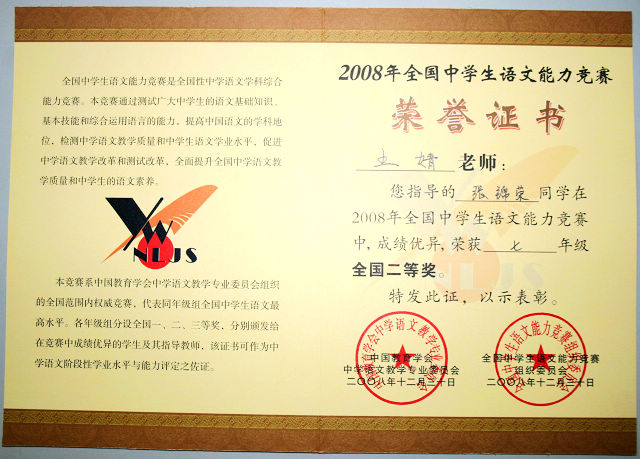 全国中学生语文能力竞赛是全国性中学语文学科综合
能力竞赛。本竞赛通过测试广大中学生的语文基础知识、
基本技能和综合运用语言的能力，提高中国语文的学科地
位，检测中学语文教学质量和中学生语文学业水平，促进
中学语文教学改革和测试改革，全面提升全国中学语文教
学质量和中学生的语文素养。
YW
NLJS
本竞赛系中国教育学会中学语文教学专业委员会组织
的全国范围内权威竞赛，代表同年级组全国中学生语文最
高水平。各年级组分设全国一、二、三等奖，分别颁发给
在竞赛中成绩优异的学生及其指导教师，该证书可作为中
学语文阶段性学业水平与能力评定之佐证。
2008年全国中学生语文能力竞赛
荣誉证书
王婧老师：
您指导的张锦荣同学在
2008年全国中学生语文能力竞赛
中，成绩优异，荣获七年级
全国二等奖。
特发此证，以示表彰。
中国教育学会
中学语文教学专业委员会
二〇〇八年十二月三十日
全国中学生语文能力竞赛
组织委员会
二〇〇八年十二月三十日